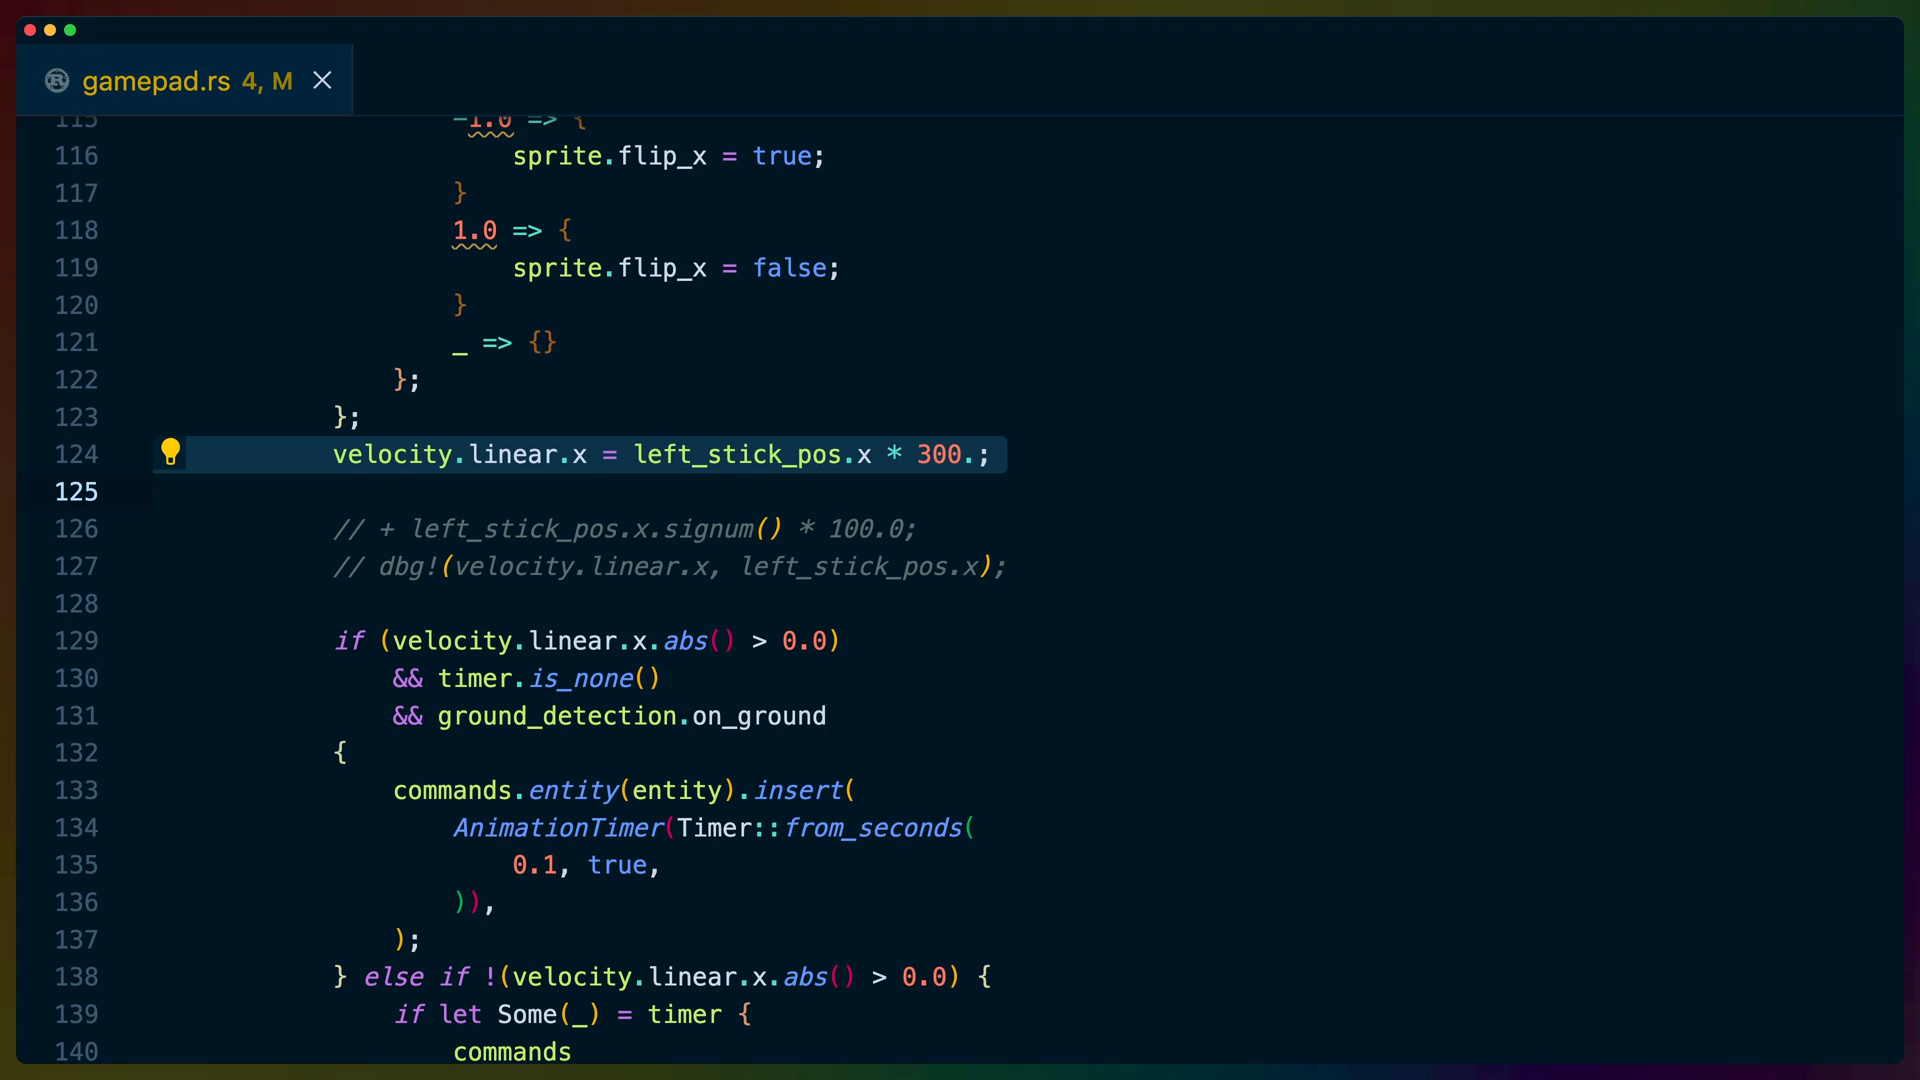 gamepad.rs 4, M
115 -1.0 => {
116 sprite.flip_x = true;
117 }
118 1.0 => {
119 sprite.flip_x = false;
120 }
121 _ => {}
122 };
123 };
124 velocity.linear.x = left_stick_pos.x * 300.;
125
126 // + left_stick_pos.x.signum() * 100.0;
127 // dbg!(velocity.linear.x, left_stick_pos.x);
128
129 if (velocity.linear.x.abs() > 0.0)
130 && timer.is_none()
131 && ground_detection.on_ground
132 {
133 commands.entity(entity).insert(
134 AnimationTimer(Timer::from_seconds(
135 0.1, true,
136 )),
137 );
138 } else if !(velocity.linear.x.abs() > 0.0) {
139 if let Some(_) = timer {
140 commands